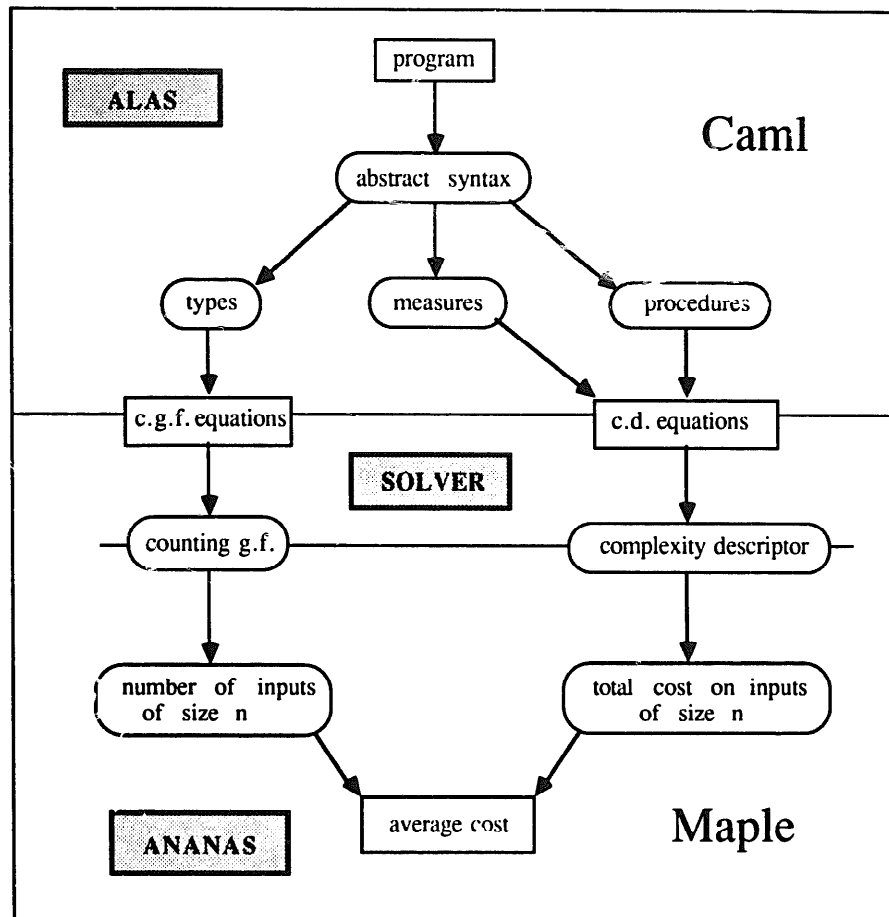 program
ALAS
Caml
abstract syntax
types
measures
procedures
c.g.f. equations
c.d. equations
SOLVER
counting g.f.
complexity descriptor
number of inputs
of size n
total cost on inputs
of size n
average cost
Maple
ANANAS